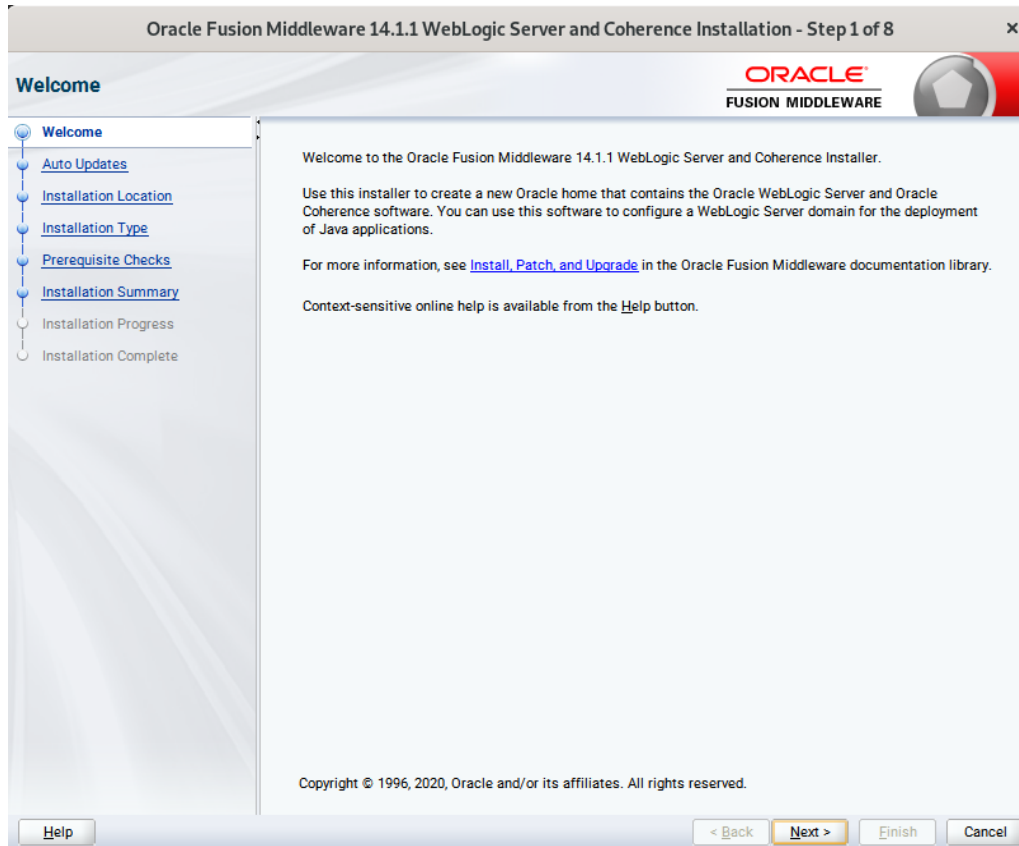 Oracle Fusion Middleware 14.1.1 WebLogic Server and Coherence Installation - Step 1 of 8
Welcome
ORACLE
FUSION MIDDLEWARE
Welcome
Auto Updates
Installation Location
Installation Type
Prerequisite Checks
Installation Summary
Installation Progress
Installation Complete
Welcome to the Oracle Fusion Middleware 14.1.1 WebLogic Server and Coherence Installer.
Use this installer to create a new Oracle home that contains the Oracle WebLogic Server and Oracle
Coherence software. You can use this software to configure a WebLogic Server domain for the deployment
of Java applications.
For more information, see Install, Patch, and Upgrade in the Oracle Fusion Middleware documentation library.
Context-sensitive online help is available from the Help button.
Copyright © 1996, 2020, Oracle and/or its affiliates. All rights reserved.
Help
< Back
Next >
Finish
Cancel